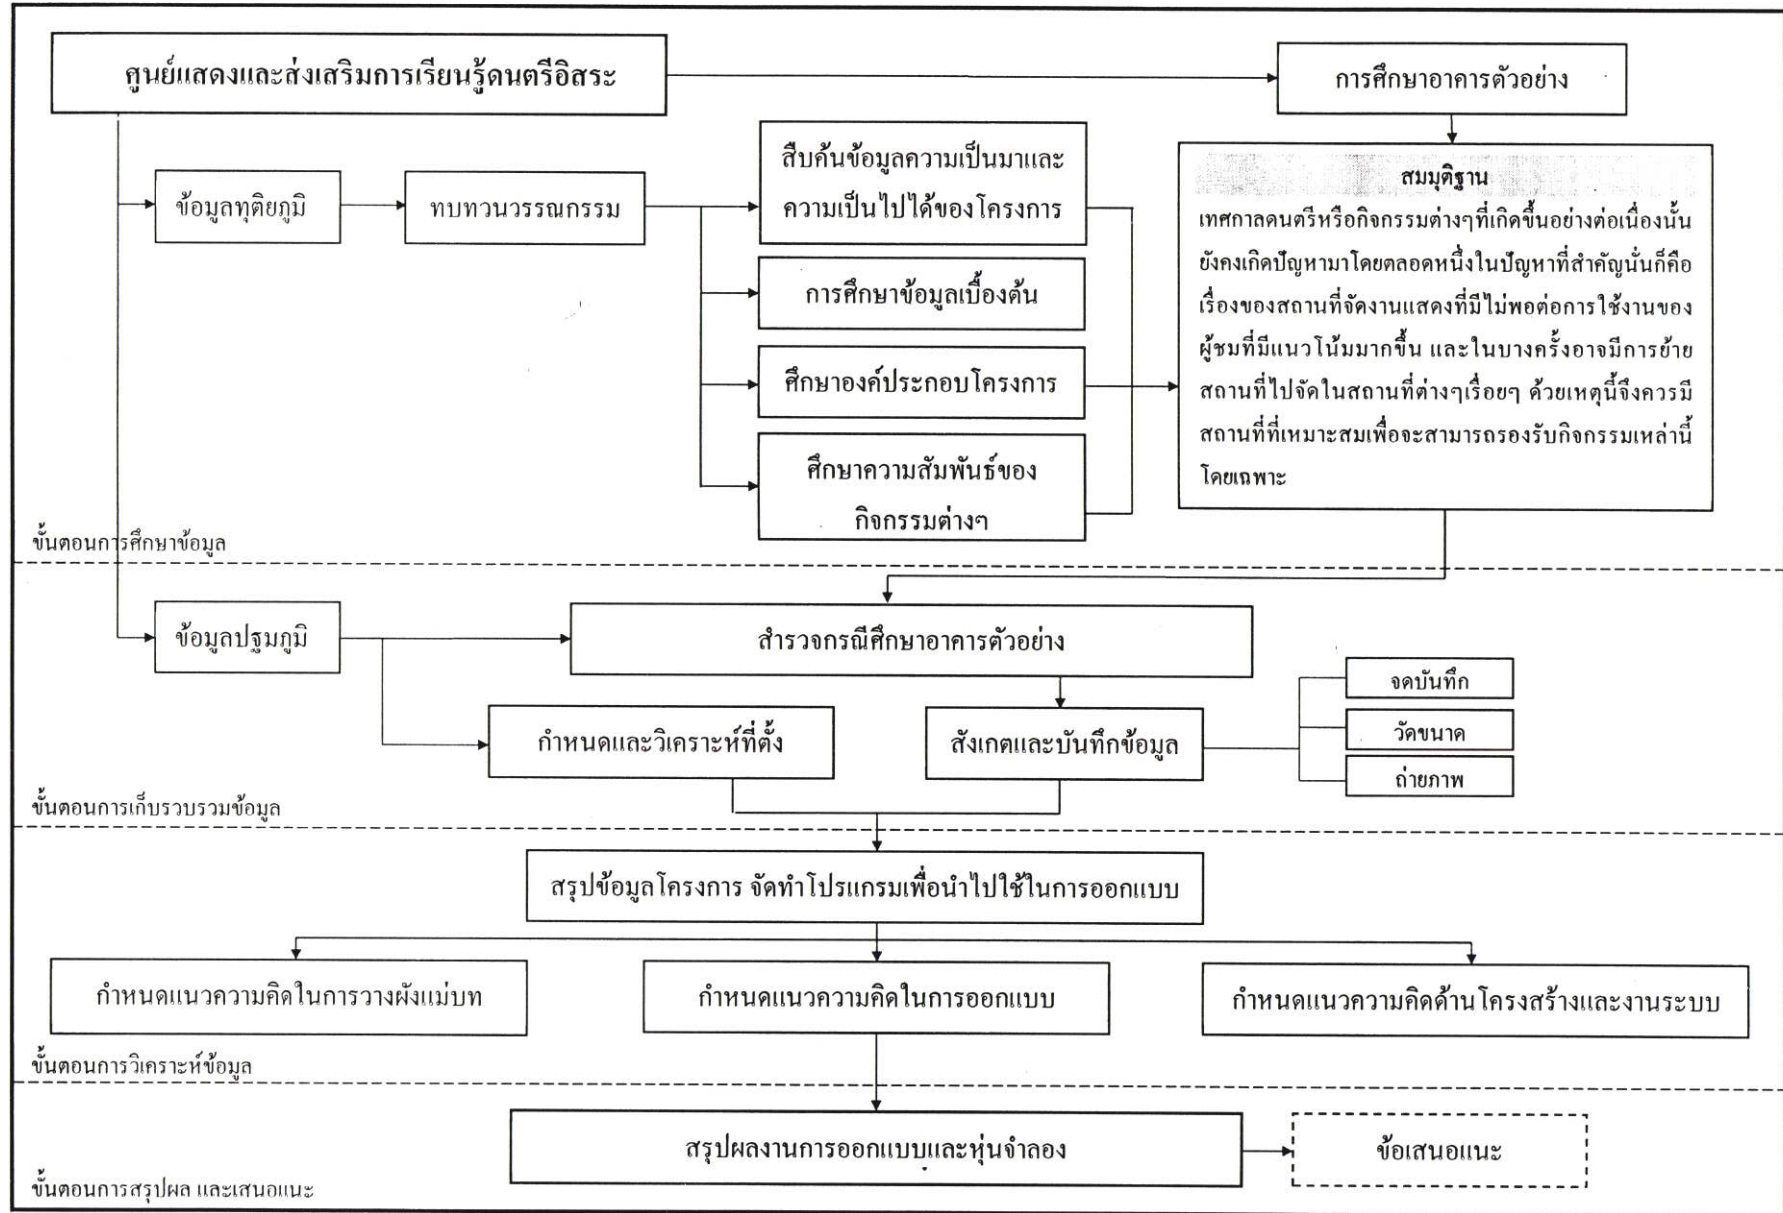 ศูนย์แสดงและส่งเสริมการเรียนรู้ดนตรีอิสระ
การศึกษาอาคารตัวอย่าง
ข้อมูลทุติยภูมิ
ทบทวนวรรณกรรม
สืบค้นข้อมูลความเป็นมาและ
ความเป็นไปได้ของโครงการ
การศึกษาข้อมูลเบื้องต้น
ศึกษาองค์ประกอบโครงการ
ศึกษาความสัมพันธ์ของ
กิจกรรมต่างๆ
สมมุติฐาน
เทศกาลดนตรีหรือกิจกรรมต่างๆที่เกิดขึ้นอย่างต่อเนื่องนั้น
ยังคงเกิดปัญหามาโดยตลอดหนึ่งในปัญหาที่สำคัญนั่นก็คือ
เรื่องของสถานที่จัดงานแสดงที่มีไม่พอต่อการใช้งานของ
ผู้ชมที่มีแนวโน้มมากขึ้น และในบางครั้งอาจมีการย้าย
สถานที่ไปจัดในสถานที่ต่างๆเรื่อยๆ ด้วยเหตุนี้จึงควรมี
สถานที่ที่เหมาะสมเพื่อจะสามารถรองรับกิจกรรมเหล่านี้
โดยเฉพาะ
ขั้นตอนการศึกษาข้อมูล
ข้อมูลปฐมภูมิ
สำรวจกรณีศึกษาอาคารตัวอย่าง
กำหนดและวิเคราะห์ที่ตั้ง
สังเกตและบันทึกข้อมูล
จดบันทึก
วัดขนาด
ถ่ายภาพ
ขั้นตอนการเก็บรวบรวมข้อมูล
สรุปข้อมูลโครงการ จัดทำโปรแกรมเพื่อนำไปใช้ในการออกแบบ
กำหนดแนวความคิดในการวางผังแม่บท
กำหนดแนวความคิดในการออกแบบ
กำหนดแนวความคิดด้านโครงสร้างและงานระบบ
ขั้นตอนการวิเคราะห์ข้อมูล
สรุปผลงานการออกแบบและหุ่นจำลอง
ข้อเสนอแนะ
ขั้นตอนการสรุปผล และเสนอแนะ